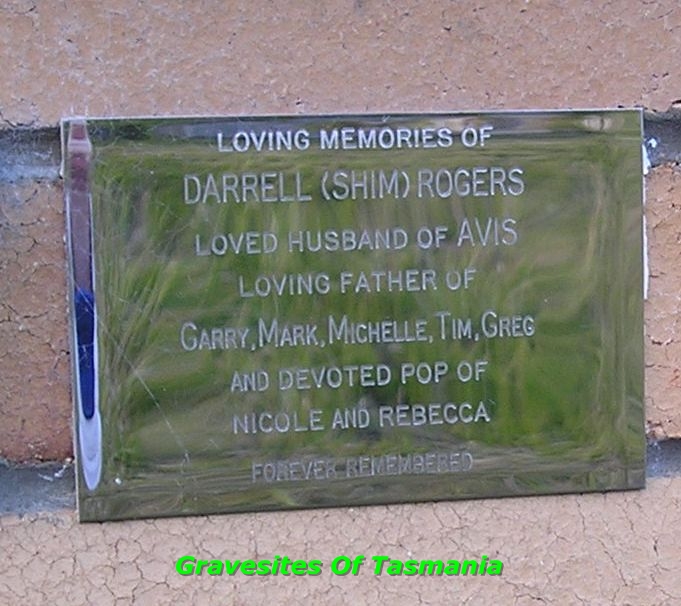 LOVING MEMORIES OF
DARRELL (SHIM) ROGERS
LOVED HUSBAND OF AVIS
LOVING FATHER OF
GARRY, MARK, MICHELLE, TIM, GREG
AND DEVOTED POP OF
NICOLE AND REBECCA
FOREVER REMEMBERED
Gravesites Of Tasmania